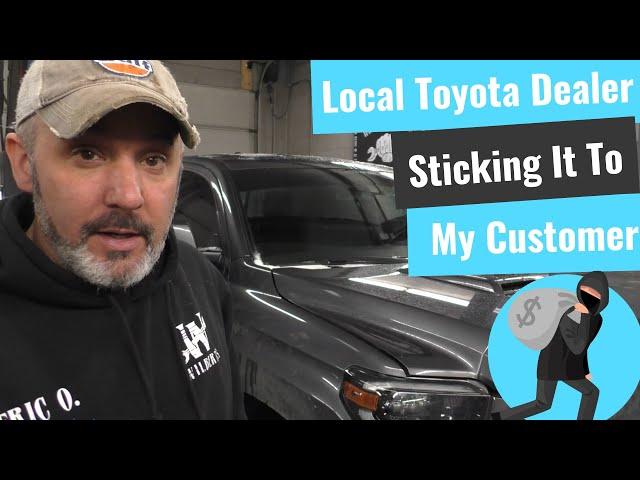 Local Toyota Dealer
Sticking It To
My Customer
$
ERIC O.